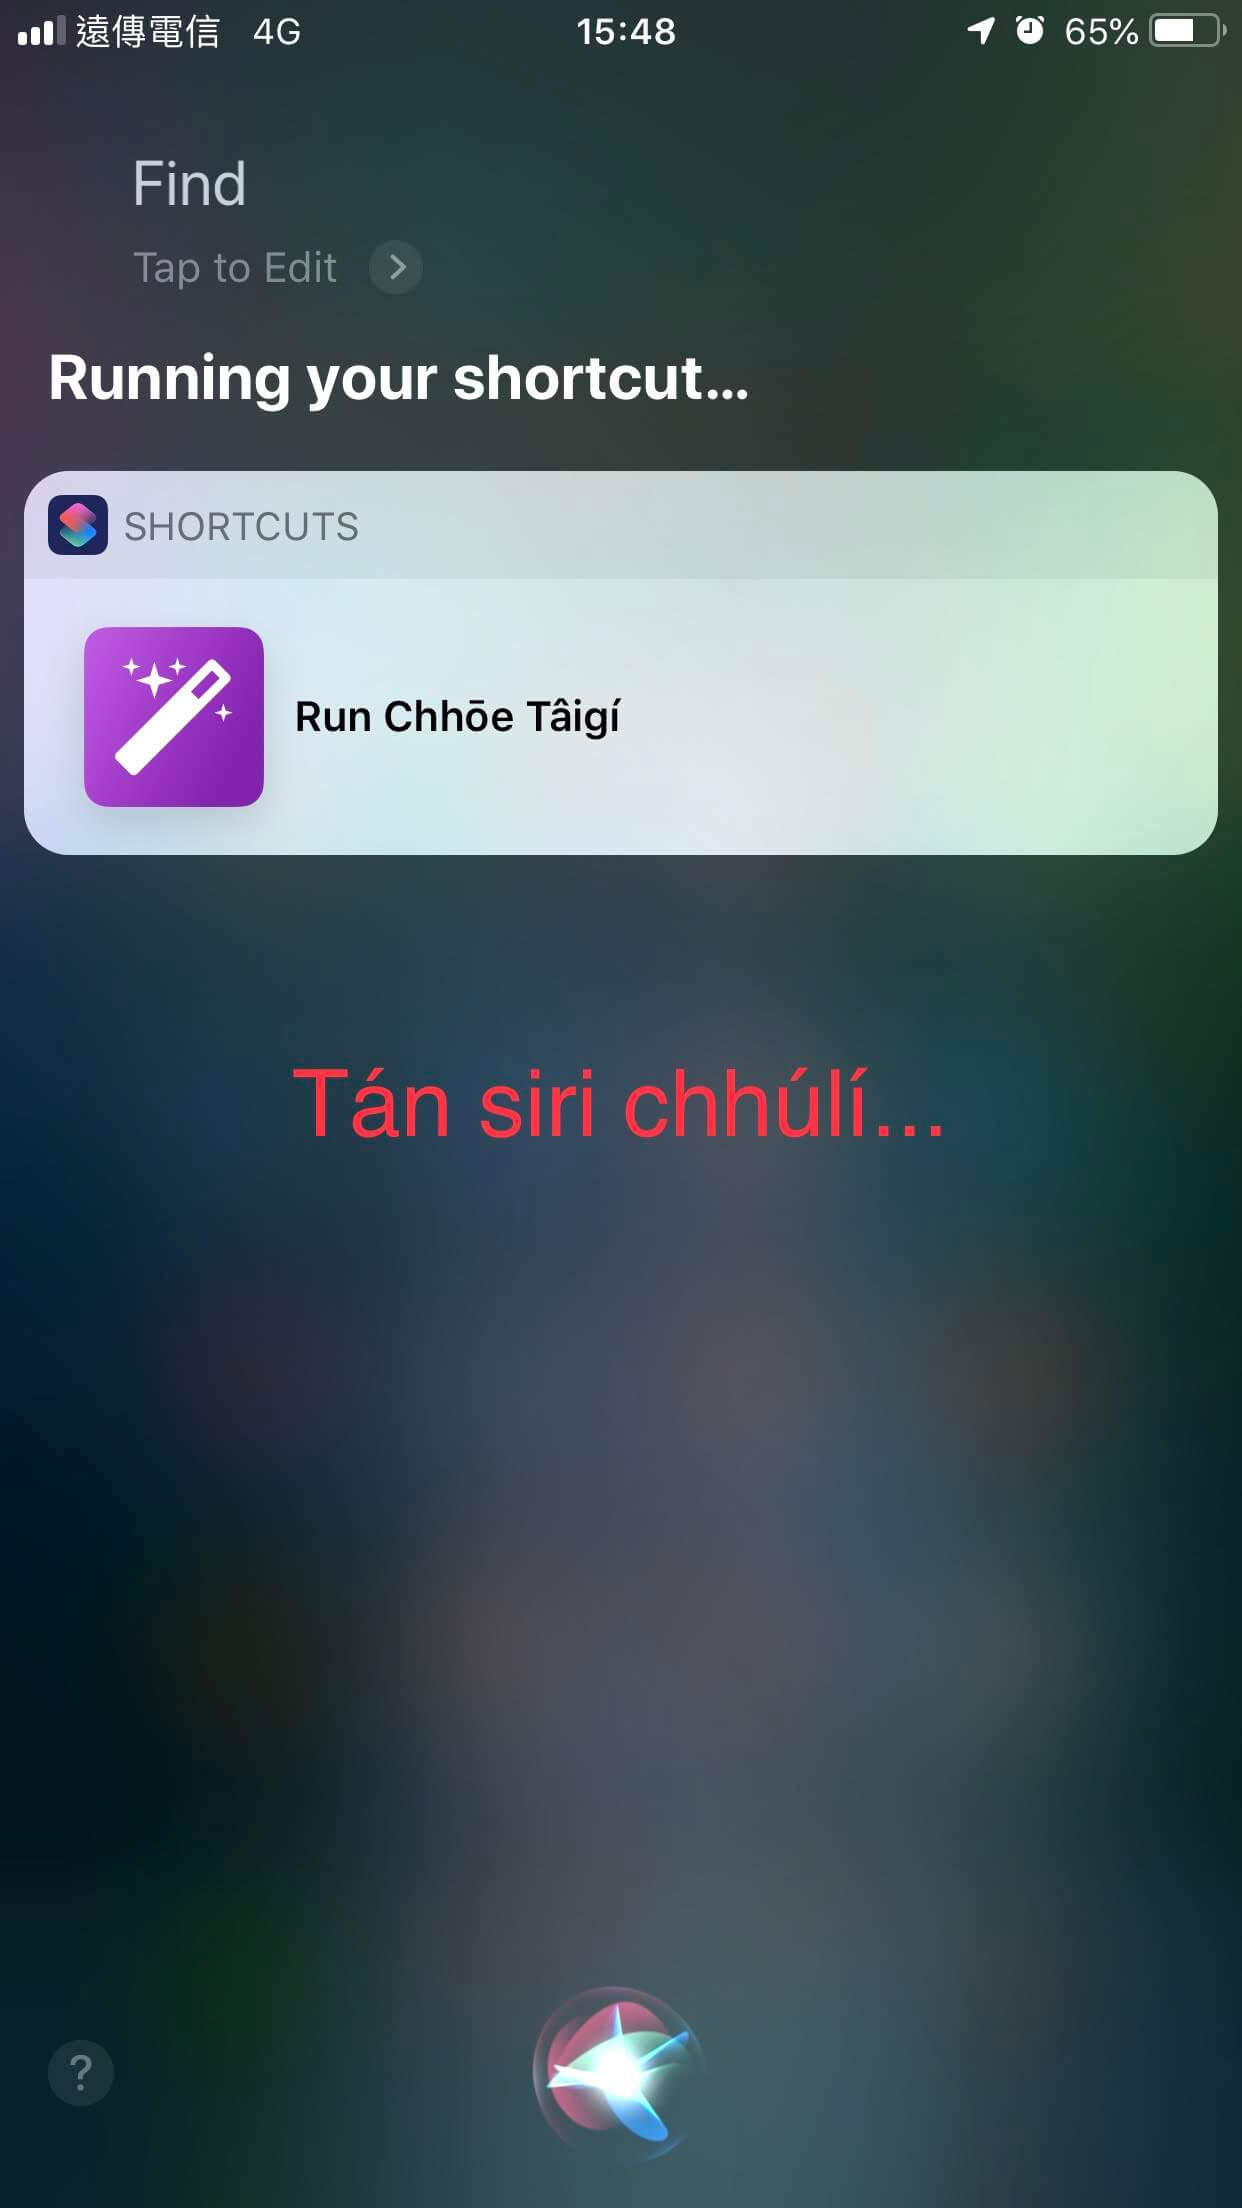 遠傳電信 4G 15:48 65%
Find
Tap to Edit
Running your shortcut...
SHORTCUTS
Run Chhōe Tâigí
Tán siri chhúlí...
?